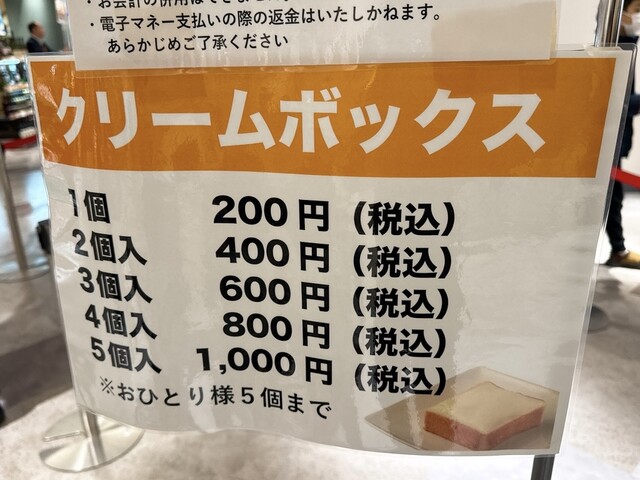 ・電子マネー支払いの際の返金はいたしかねます。
あらかじめご了承ください
クリームボックス
1個 200円（税込）
2個入 400円（税込）
3個入 600円（税込）
4個入 800円（税込）
5個入 1,000円（税込）
※おひとり様5個まで